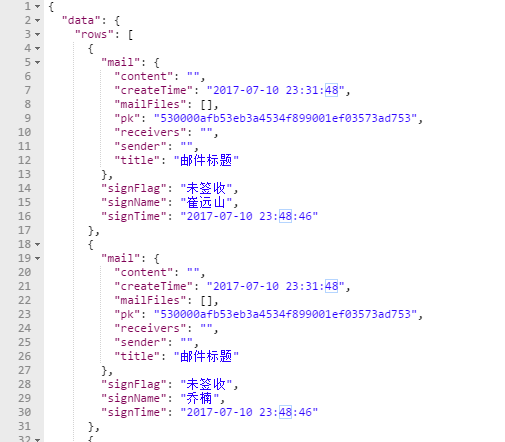 1 {
2 "data": {
3 "rows": [
4 {
5 "mail": {
6 "content": "",
7 "createTime": "2017-07-10 23:31:48",
8 "mailFiles": [],
9 "pk": "530000afb53eb3a4534f899001ef03573ad753",
10 "receivers": "",
11 "sender": "",
12 "title": "邮件标题"
13 },
14 "signFlag": "未签收",
15 "signName": "崔远山",
16 "signTime": "2017-07-10 23:48:46"
17 },
18 {
19 "mail": {
20 "content": "",
21 "createTime": "2017-07-10 23:31:48",
22 "mailFiles": [],
23 "pk": "530000afb53eb3a4534f899001ef03573ad753",
24 "receivers": "",
25 "sender": "",
26 "title": "邮件标题"
27 },
28 "signFlag": "未签收",
29 "signName": "乔楠",
30 "signTime": "2017-07-10 23:48:46"
31 },
32 {